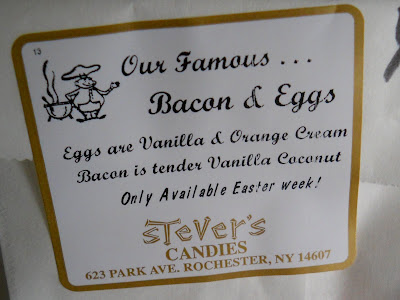 13
Our Famous ...
Bacon & Eggs
Eggs are Vanilla & Orange Cream
Bacon is tender Vanilla Coconut
Only Available Easter week!
STEVER'S
CANDIES
623 PARK AVE. ROCHESTER, NY 14607